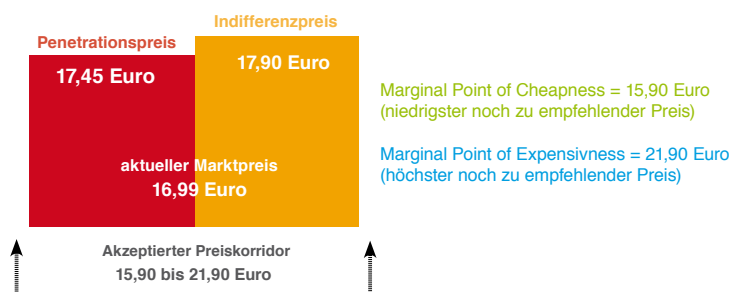 Indifferenzpreis
Penetrationspreis
17,45 Euro
17,90 Euro
aktueller Marktpreis
16,99 Euro
Marginal Point of Cheapness = 15,90 Euro
(niedrigster noch zu empfehlender Preis)
Marginal Point of Expensivness = 21,90 Euro
(höchster noch zu empfehlender Preis)
Akzeptierter Preiskorridor
15,90 bis 21,90 Euro